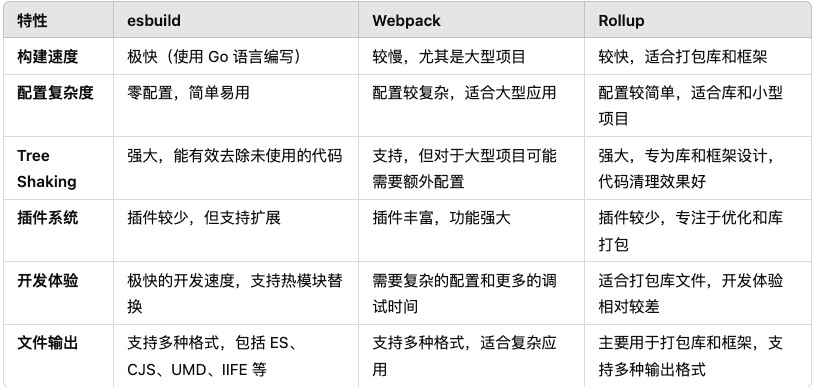 特性 esbuild Webpack Rollup
构建速度 极快（使用 Go 语言编写） 较慢，尤其是大型项目 较快，适合打包库和框架
配置复杂度 零配置，简单易用 配置较复杂，适合大型应用 配置较简单，适合库和小型
项目
Tree 强大，能有效去除未使用的代码 支持，但对于大型项目可能 强大，专为库和框架设计，
Shaking 需要额外配置 代码清理效果好
插件系统 插件较少，但支持扩展 插件丰富，功能强大 插件较少，专注于优化和库
打包
开发体验 极快的开发速度，支持热模块替 需要复杂的配置和更多的调 适合打包库文件，开发体验
换 试时间 相对较差
文件输出 支持多种格式，包括 ES、 支持多种格式，适合复杂应 主要用于打包库和框架，支
CJS、UMD、IIFE 等 用 持多种输出格式